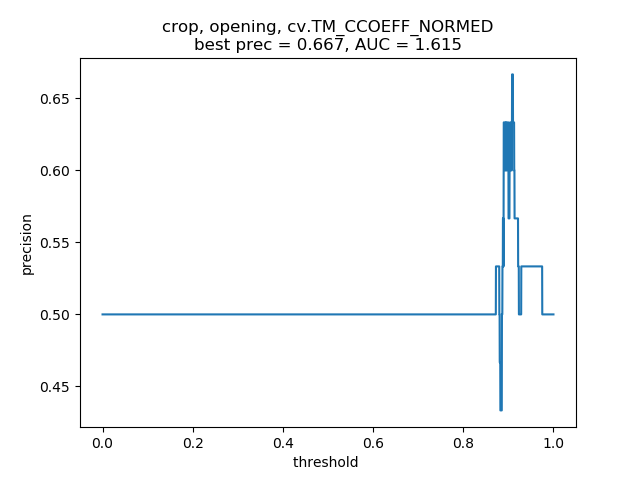 crop, opening, cv.TM_CCOEFF_NORMED
best prec = 0.667, AUC = 1.615
0.65
0.60
0.55
0.50
0.45
precision
0.0 0.2 0.4 0.6 0.8 1.0
threshold